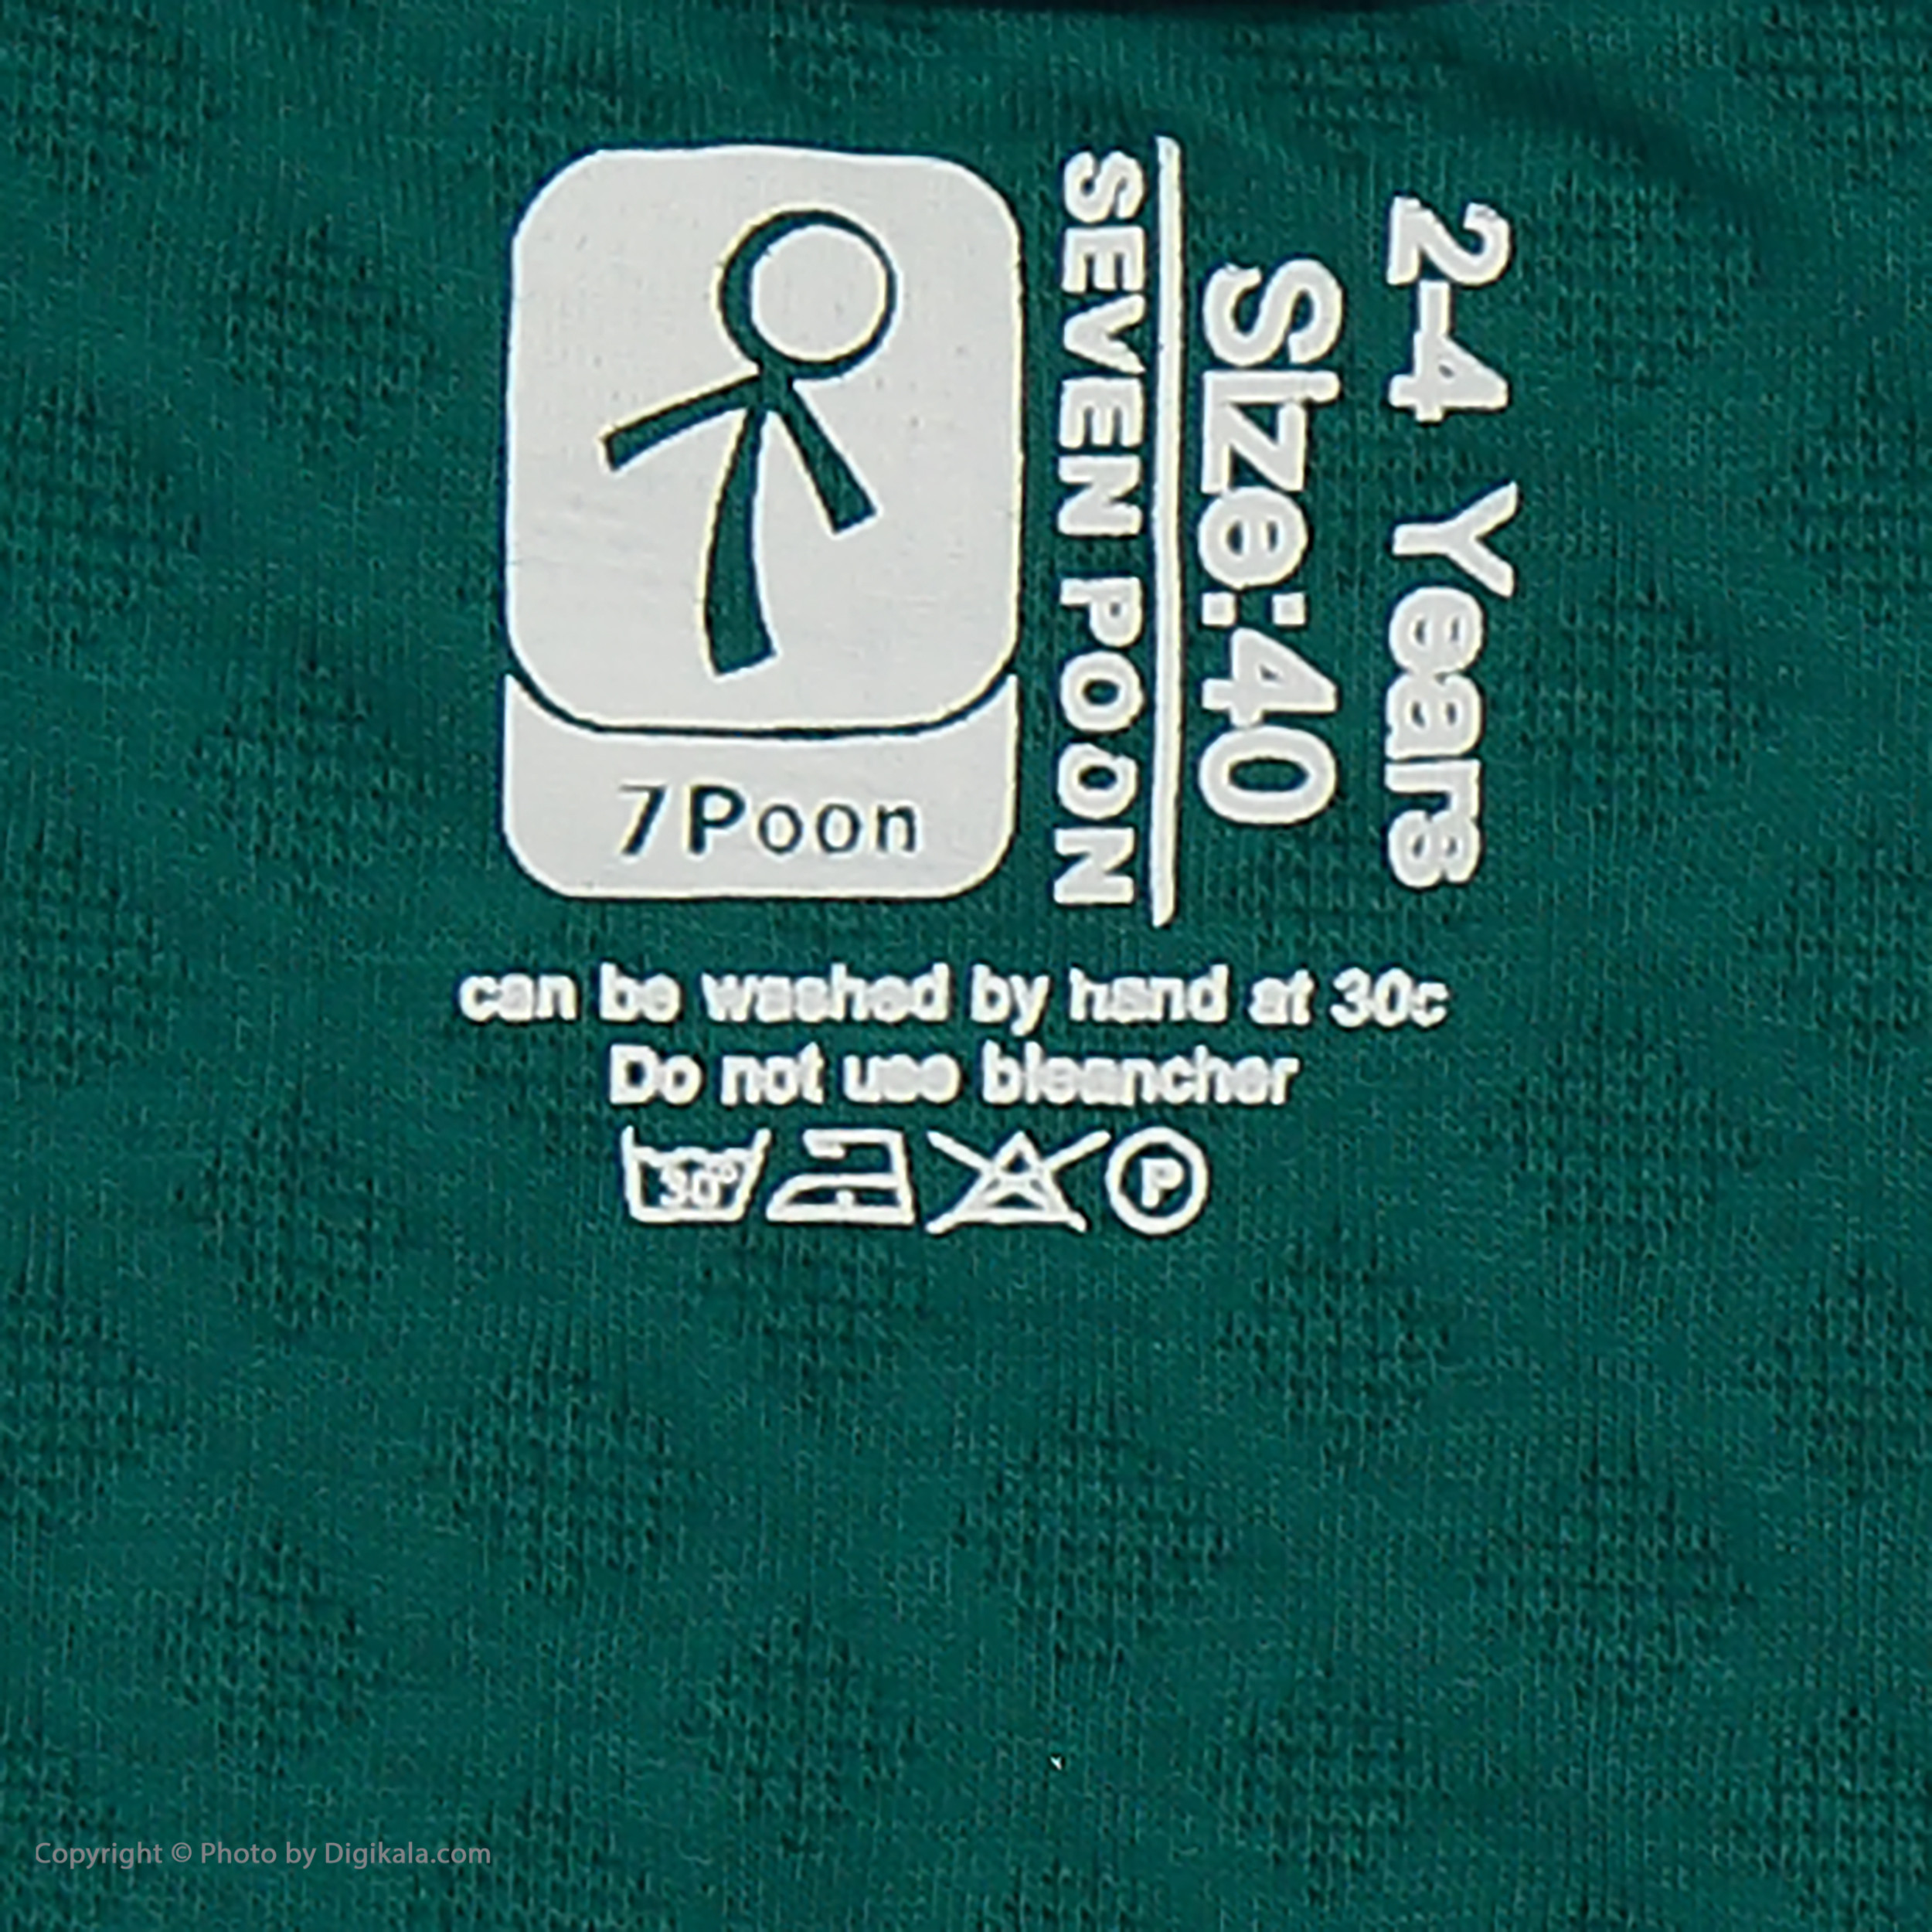 7Poon
SEVEN POON
Size:40
2-4 Years
can be washed by hand at 30c
Do not use bleancher
30°
P
Copyright © Photo by Digikala.com